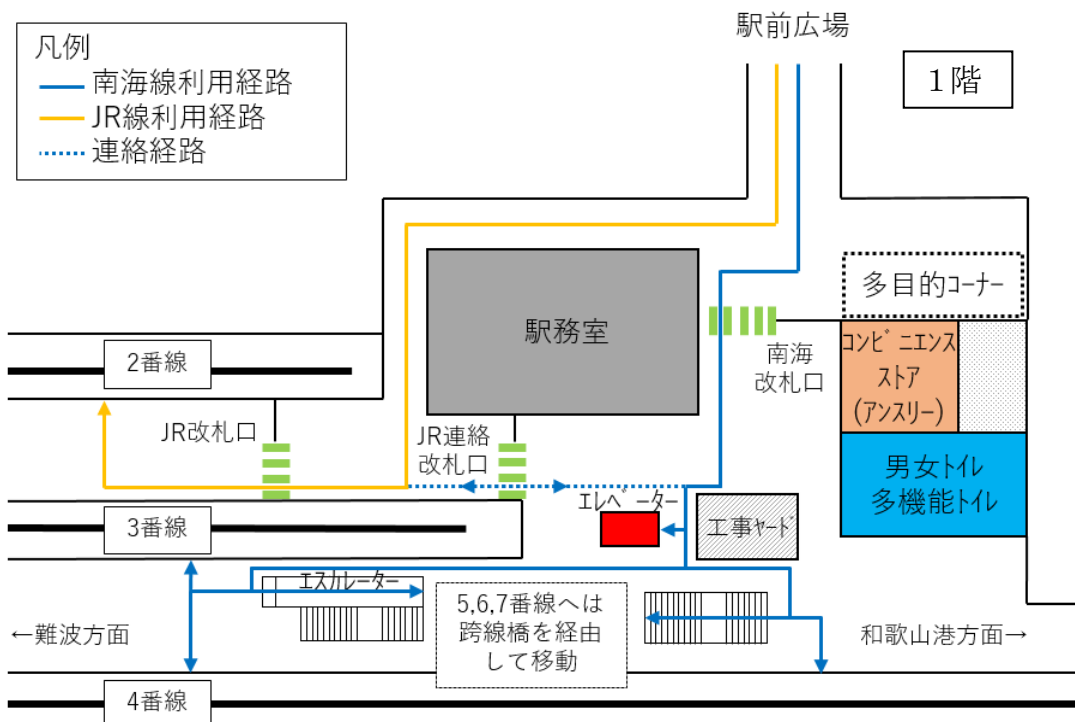 駅前広場
凡例
南海線利用経路
JR線利用経路
連絡経路
1階
多目的ｺｰﾅｰ
駅務室
南海
改札口
ｺﾝﾋﾞﾆｴﾝｽ
ｽﾄｱ
(ｱﾝｽﾘｰ)
2番線
JR改札口
JR連絡
改札口
男女ﾄｲﾚ
多機能ﾄｲﾚ
ｴﾚﾍﾞｰﾀｰ
3番線
工事ﾔｰﾄﾞ
ｴｽｶﾚｰﾀｰ
5,6,7番線へは
跨線橋を経由
して移動
←難波方面
和歌山港方面→
4番線